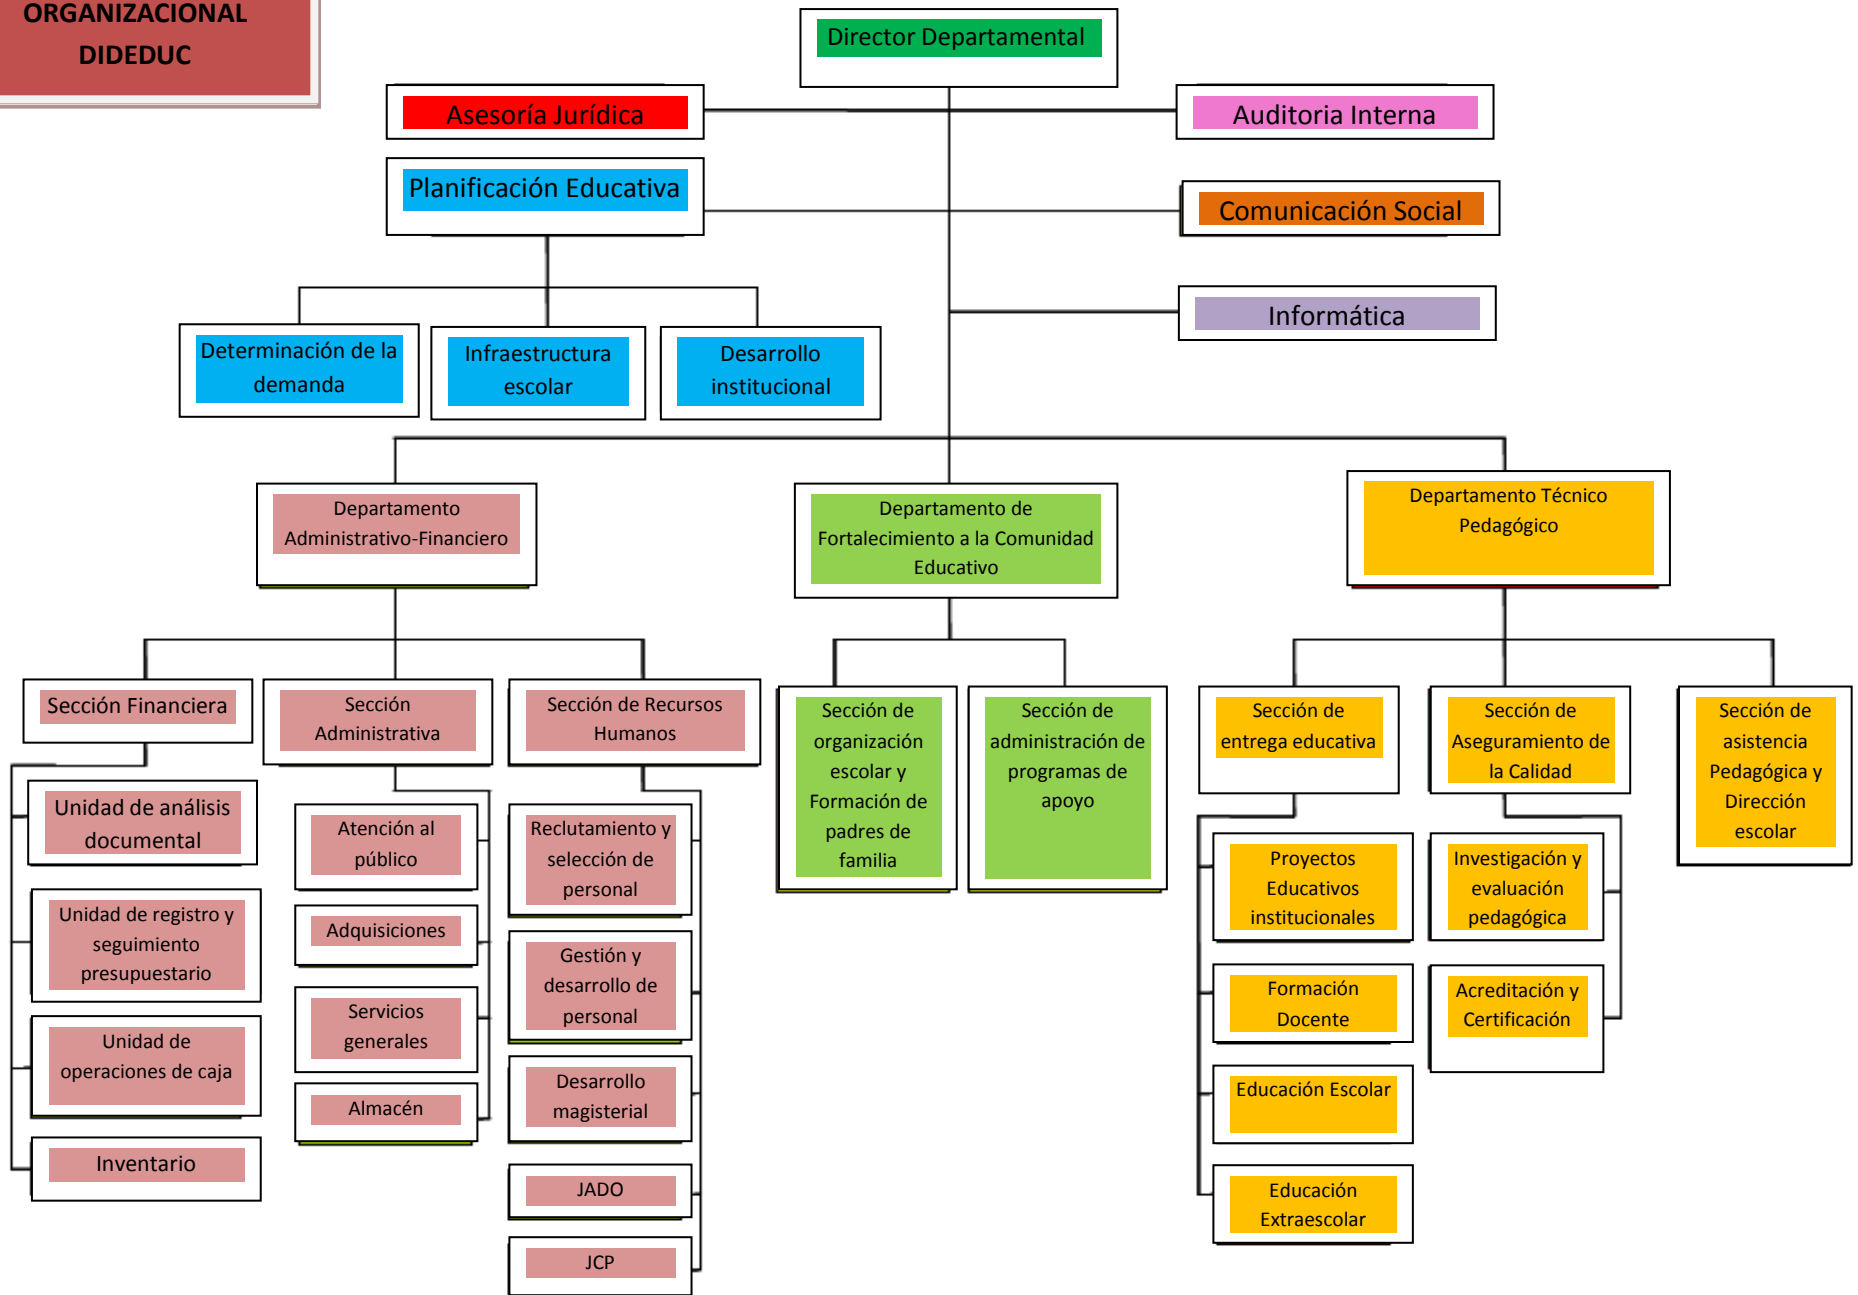 ORGANIZACIONAL
DIDEDUC
Director Departamental
Asesoría Jurídica
Auditoria Interna
Planificación Educativa
Comunicación Social
Informática
Determinación de la
demanda
Infraestructura
escolar
Desarrollo
institucional
Departamento
Administrativo-Financiero
Departamento de
Fortalecimiento a la Comunidad
Educativo
Departamento Técnico
Pedagógico
Sección Financiera
Sección
Administrativa
Sección de Recursos
Humanos
Sección de
organización
escolar y
Formación de
padres de
familia
Sección de
administración de
programas de
apoyo
Sección de
entrega educativa
Sección de
Aseguramiento de
la Calidad
Sección de
asistencia
Pedagógica y
Dirección
escolar
Unidad de análisis
documental
Unidad de registro y
seguimiento
presupuestario
Unidad de
operaciones de caja
Inventario
Atención al
público
Adquisiciones
Servicios
generales
Almacén
Reclutamiento y
selección de
personal
Gestión y
desarrollo de
personal
Desarrollo
magisterial
JADO
JCP
Proyectos
Educativos
institucionales
Formación
Docente
Educación Escolar
Educación
Extraescolar
Investigación y
evaluación
pedagógica
Acreditación y
Certificación